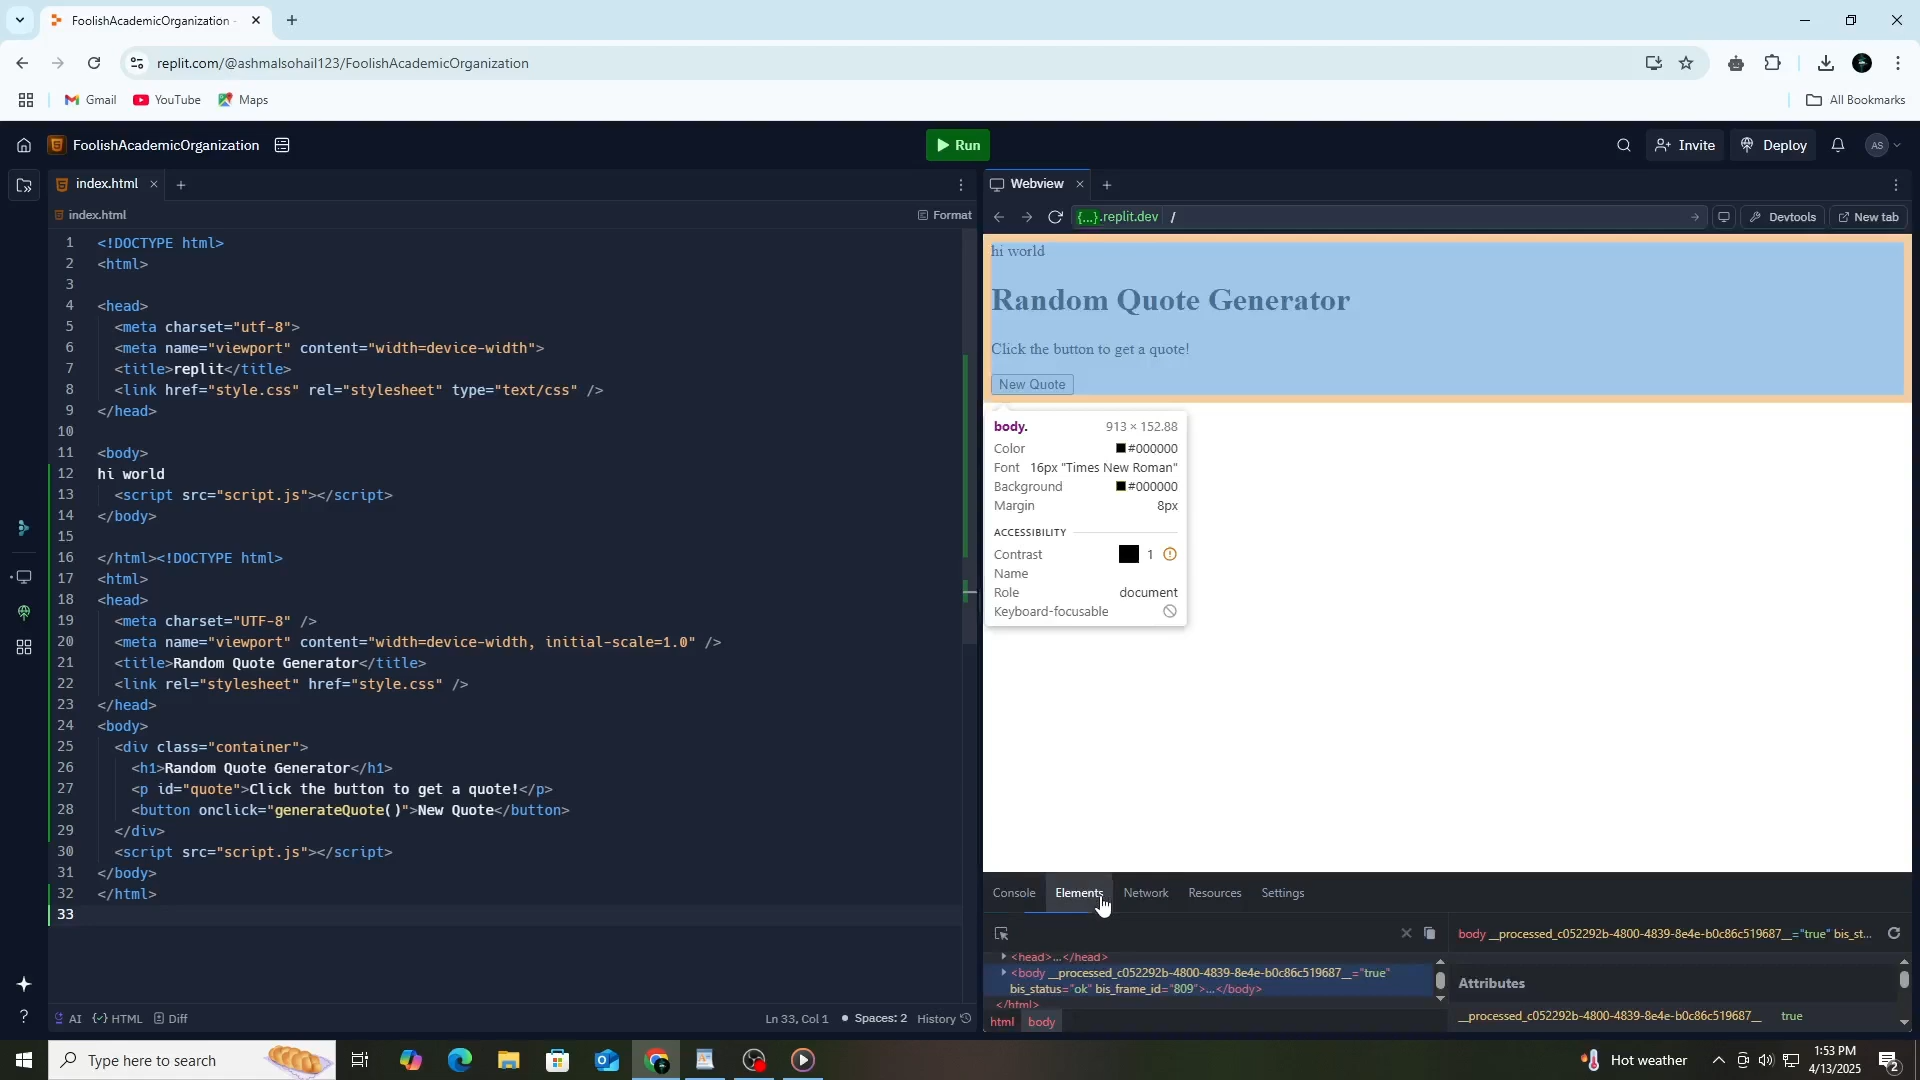 FoolishAcademicOrganization -
replit.com/@ashmalsohail123/FoolishAcademicOrganization
Gmail
YouTube
Maps
All Bookmarks
FoolishAcademicOrganization
Run
Invite
Deploy
AS
index.html
index.html
Format
1 <!DOCTYPE html>
2 <html>
3
4 <head>
5 <meta charset="utf-8">
6 <meta name="viewport" content="width=device-width">
7 <title>replit</title>
8 <link href="style.css" rel="stylesheet" type="text/css" />
9 </head>
10
11 <body>
12 hi world
13 <script src="script.js"></script>
14 </body>
15
16 </html><!DOCTYPE html>
17 <html>
18 <head>
19 <meta charset="UTF-8" />
20 <meta name="viewport" content="width=device-width, initial-scale=1.0" />
21 <title>Random Quote Generator</title>
22 <link rel="stylesheet" href="style.css" />
23 </head>
24 <body>
25 <div class="container">
26 <h1>Random Quote Generator</h1>
27 <p id="quote">Click the button to get a quote!</p>
28 <button onclick="generateQuote()">New Quote</button>
29 </div>
30 <script src="script.js"></script>
31 </body>
32 </html>
33
AI
HTML
Diff
Ln 33, Col 1
Spaces: 2
History
Webview
{...}.replit.dev /
Devtools
New tab
hi world
Random Quote Generator
Click the button to get a quote!
New Quote
body. 913 × 152.88
Color #000000
Font 16px "Times New Roman"
Background #000000
Margin 8px
ACCESSIBILITY
Contrast 1
Name
Role document
Keyboard-focusable
Console
Elements
Network
Resources
Settings
<head>...</head>
<body __processed_c052292b-4800-4839-8e4e-b0c86c519687__="true"
bis_status="ok" bis_frame_id="809">...</body>
</html>
html
body
body __processed_c052292b-4800-4839-8e4e-b0c86c519687__="true" bis_st...
Attributes
__processed_c052292b-4800-4839-8e4e-b0c86c519687__ true
Type here to search
Hot weather
1:53 PM
4/13/2025
2